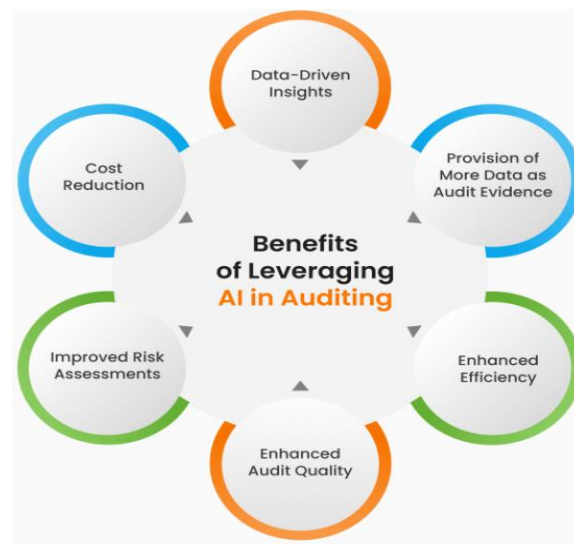 Data-Driven
Insights
Provision of
More Data as
Audit Evidence
Enhanced
Efficiency
Enhanced
Audit Quality
Improved Risk
Assessments
Cost
Reduction
Benefits
of Leveraging
AI in Auditing